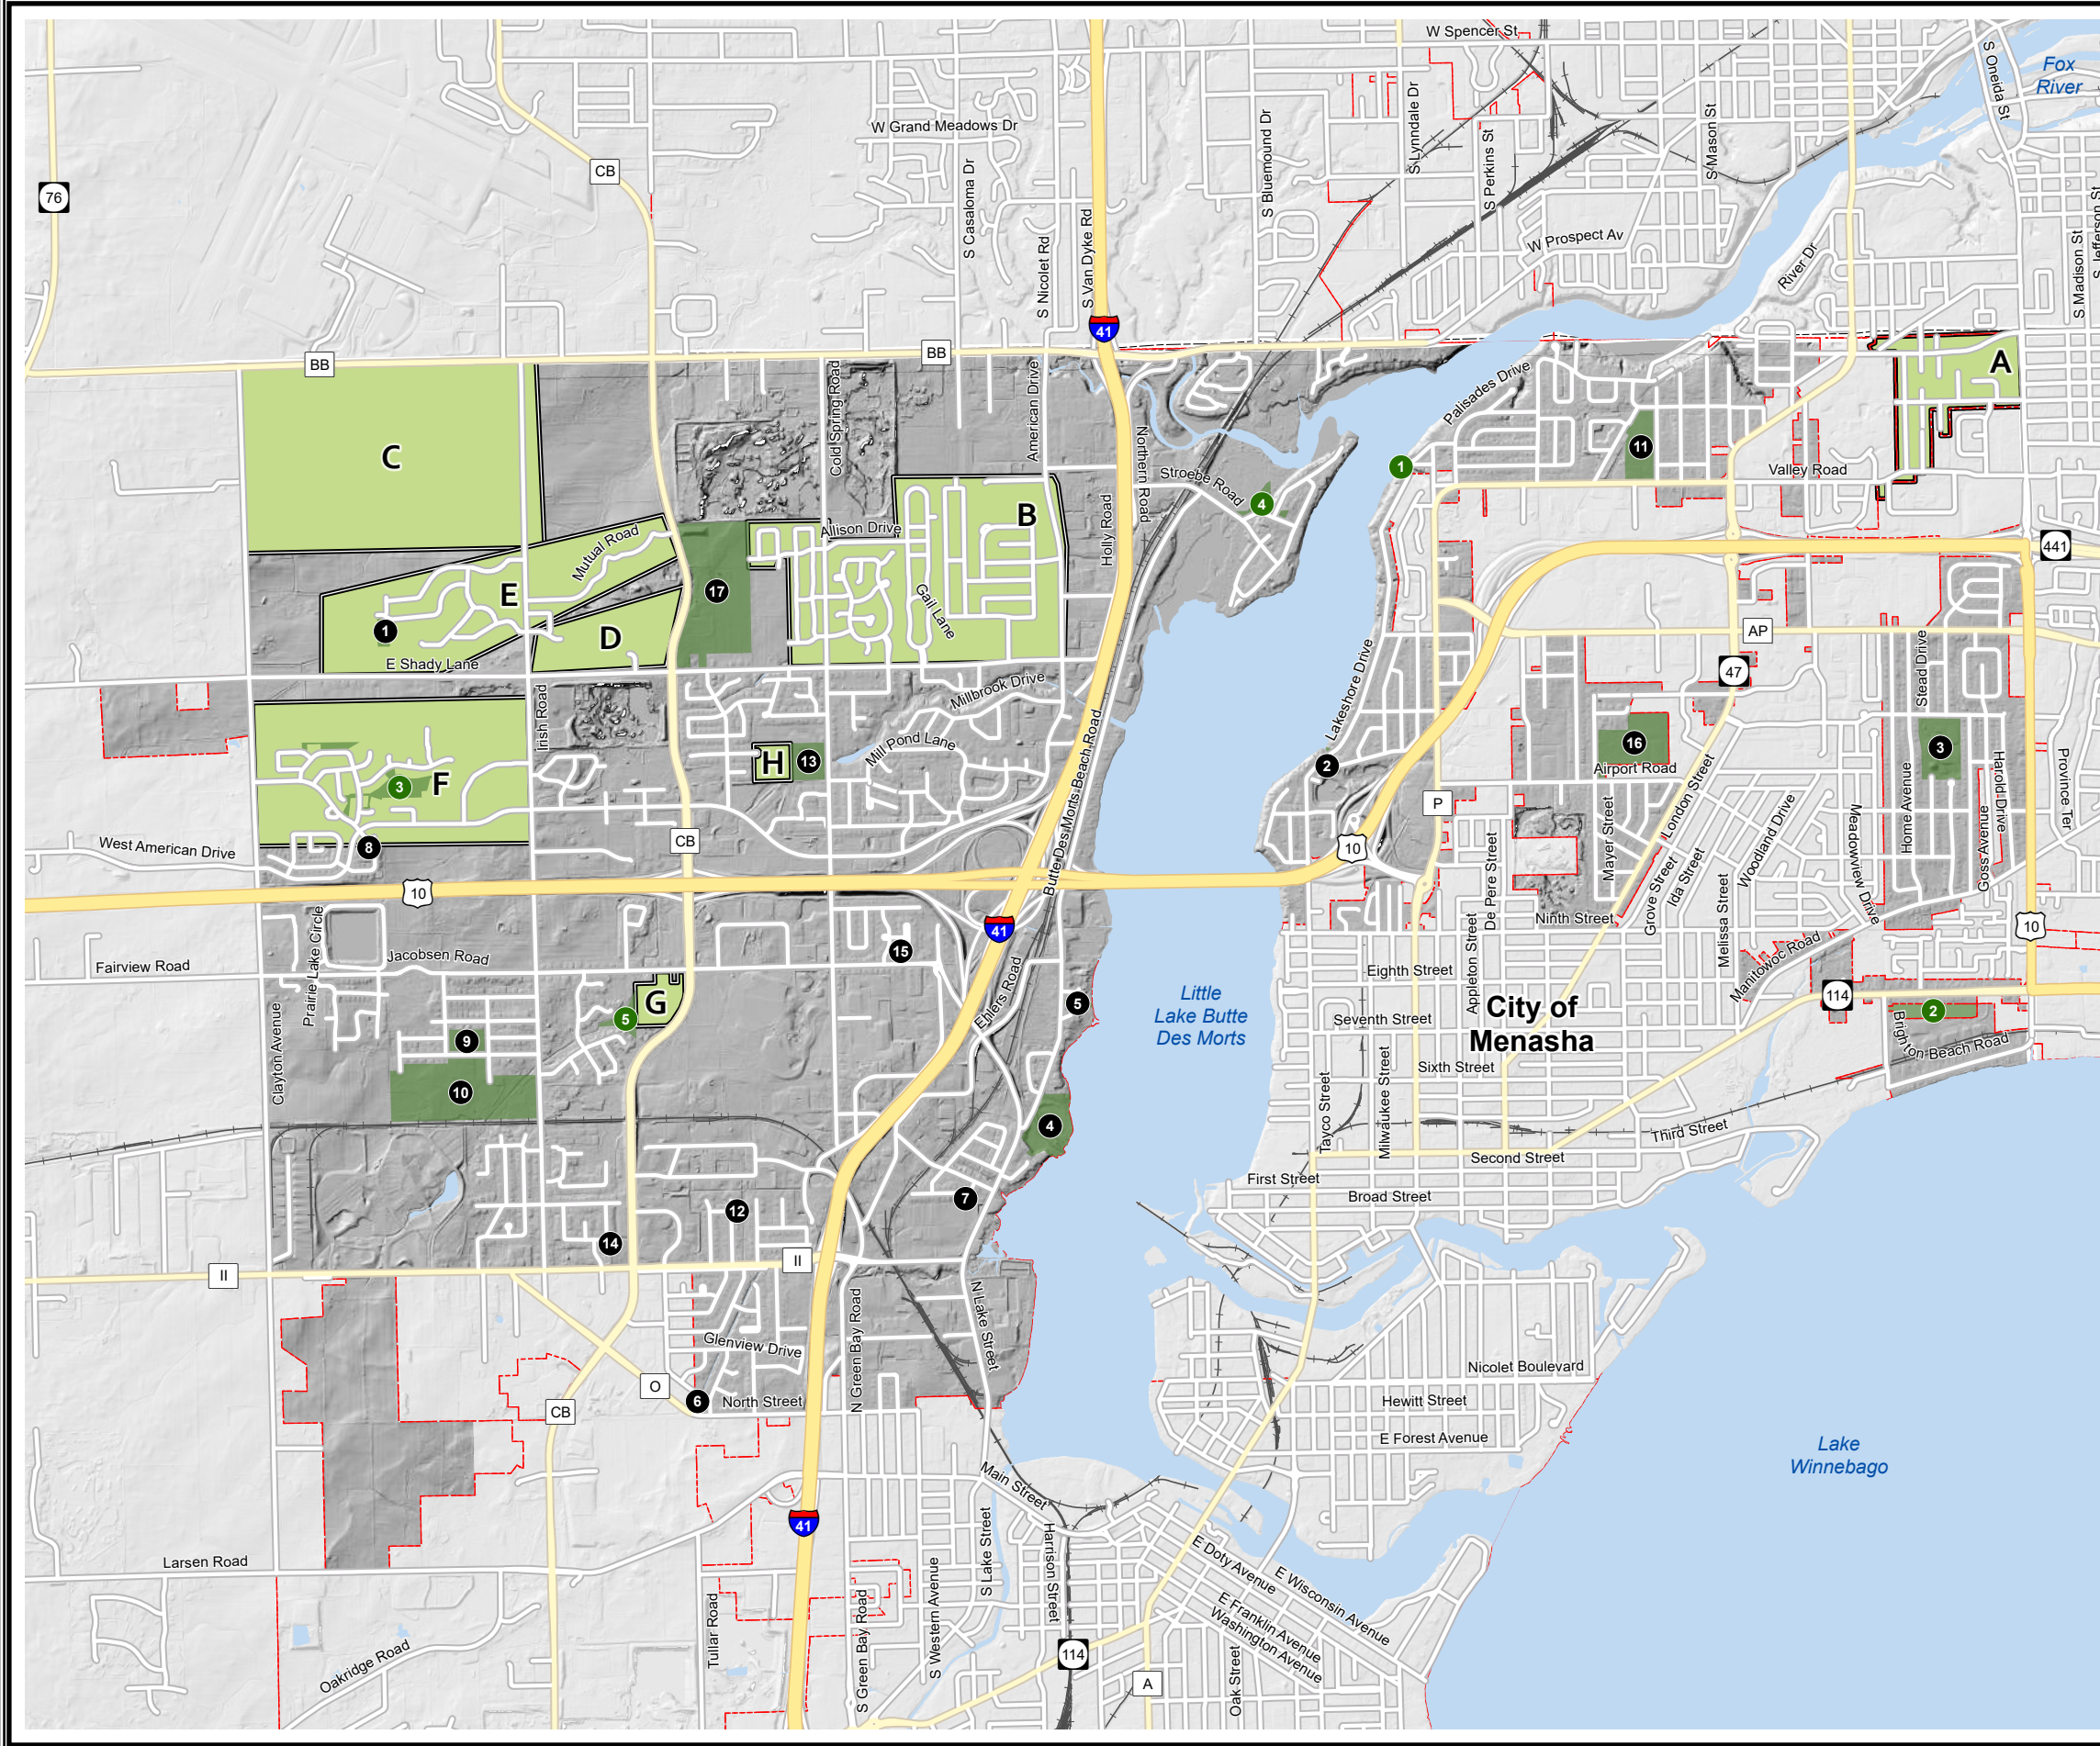 W Spencer St
S Oneida St
Fox
River
W Grand Meadows Dr
S Casaloma Dr
S Nicolet Rd
S Van Dyke Rd
S Bluemound Dr
S Lynndale Dr
S Perkins St
S Mason St
W Prospect Av
River Dr
S Madison St
S Jefferson St
CB
76
41
BB
BB
A
C
Cold Spring Road
American Drive
Northern Road
Holly Road
Palisades Drive
11
1
Valley Road
Stroebe Road
4
B
Allison Drive
Mutual Road
441
E
17
Gail Lane
1
D
E Shady Lane
AP
47
Stead Drive
Lakeshore Drive
Irish Road
Millbrook Drive
Mill Pond Lane
H
13
2
16
Airport Road
3
F
3
8
West American Drive
CB
P
10
London Street
Mayer Street
De Pere Street
Appleton Street
Grove Street
Ida Street
Melissa Street
Woodland Drive
Meadowview Drive
Home Avenue
Goss Avenue
Harold Drive
Province Ter
10
Butte Des Morts Beach Road
41
Ninth Street
10
Prairie Lake Circle
Jacobsen Road
Fairview Road
15
Ehlers Road
Manitowoc Road
Eighth Street
Clayton Avenue
G
5
5
Little
Lake Butte
Des Morts
114
2
City of
Menasha
Seventh Street
Brighton Beach Road
9
10
Sixth Street
Tayco Street
Milwaukee Street
4
Third Street
Second Street
First Street
Broad Street
7
12
14
II
II
N Lake Street
N Green Bay Road
Glenview Drive
Nicolet Boulevard
O
6
North Street
Hewitt Street
CB
E Forest Avenue
Lake
Winnebago
Main Street
41
S Lake Street
Harrison Street
E Doty Avenue
E Wisconsin Avenue
Larsen Road
S Western Avenue
S Green Bay Road
Tullar Road
E Franklin Avenue
Washington Avenue
Oak Street
Oakridge Road
114
A